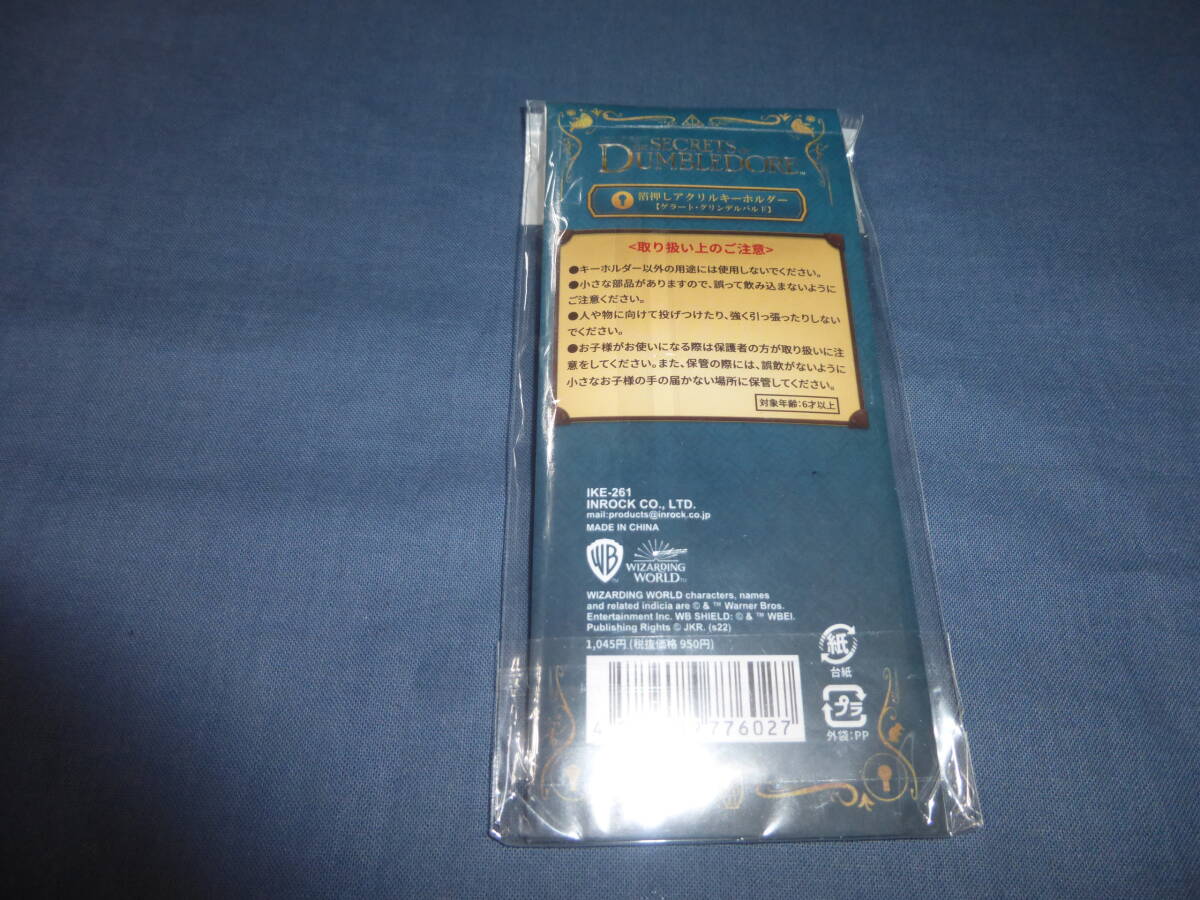 SECRETS
DUMBLEDORE™
箔押しアクリルキーホルダー
【ゲラート・グリンデルバルド】
<取り扱い上のご注意>
●キーホルダー以外の用途には使用しないでください。
●小さな部品がありますので、誤って飲み込まないように
ご注意ください。
●人や物に向けて投げつけたり、強く引っ張ったりしない
でください。
●お子様がお使いになる際は保護者の方が取り扱いに注
意をしてください。また、保管の際には、誤飲がないように
小さなお子様の手の届かない場所に保管してください。
対象年齢:6才以上
IKE-261
INROCK CO., LTD.
mail:products@inrock.co.jp
MADE IN CHINA
WB™
WIZARDING
WORLD™
WIZARDING WORLD characters, names
and related indicia are © & ™ Warner Bros.
Entertainment Inc. WB SHIELD: © & ™ WBEI.
Publishing Rights © JKR. (s22)
1,045円 (税抜価格 950円)
紙
台紙
プラ
外袋:PP
776027